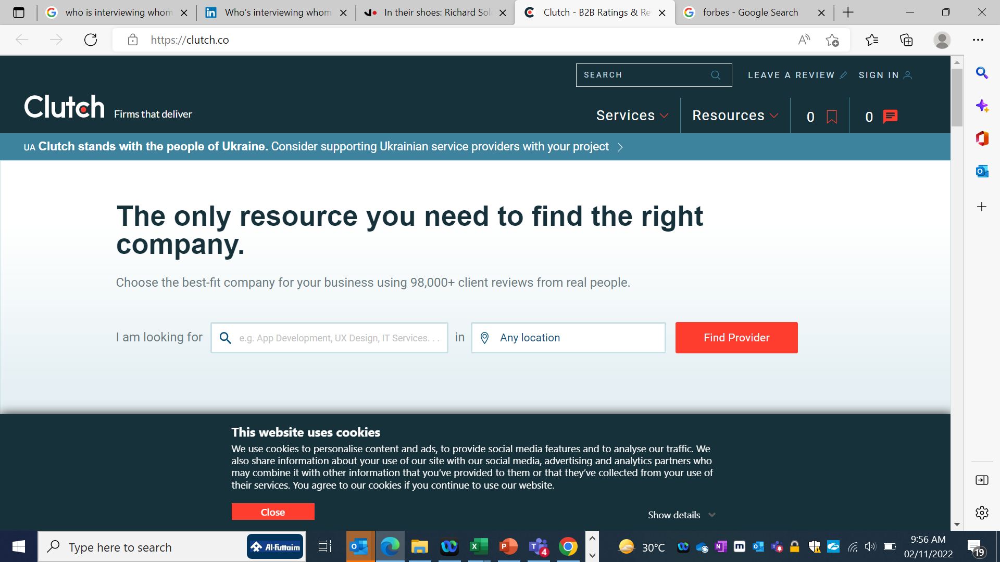 who is interviewing whom
Who's interviewing whom
In their shoes: Richard Sol
Clutch - B2B Ratings & Re
forbes - Google Search
https://clutch.co
SEARCH
LEAVE A REVIEW
SIGN IN
Clutch Firms that deliver
Services
Resources
0
0
UA Clutch stands with the people of Ukraine. Consider supporting Ukrainian service providers with your project
The only resource you need to find the right
company.
Choose the best-fit company for your business using 98,000+ client reviews from real people.
I am looking for
e.g. App Development, UX Design, IT Services. . .
in
Any location
Find Provider
This website uses cookies
We use cookies to personalise content and ads, to provide social media features and to analyse our traffic. We
also share information about your use of our site with our social media, advertising and analytics partners who
may combine it with other information that you've provided to them or that they've collected from your use of
their services. You agree to our cookies if you continue to use our website.
Close
Show details
Type here to search
Al-Futtaim
4
30°C
9:56 AM
02/11/2022
19